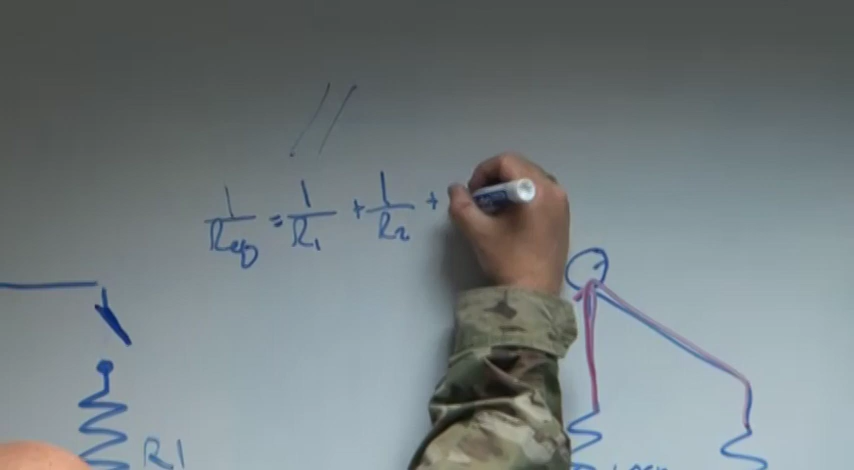 //
1/Req = 1/R1 + 1/R2 +
R1